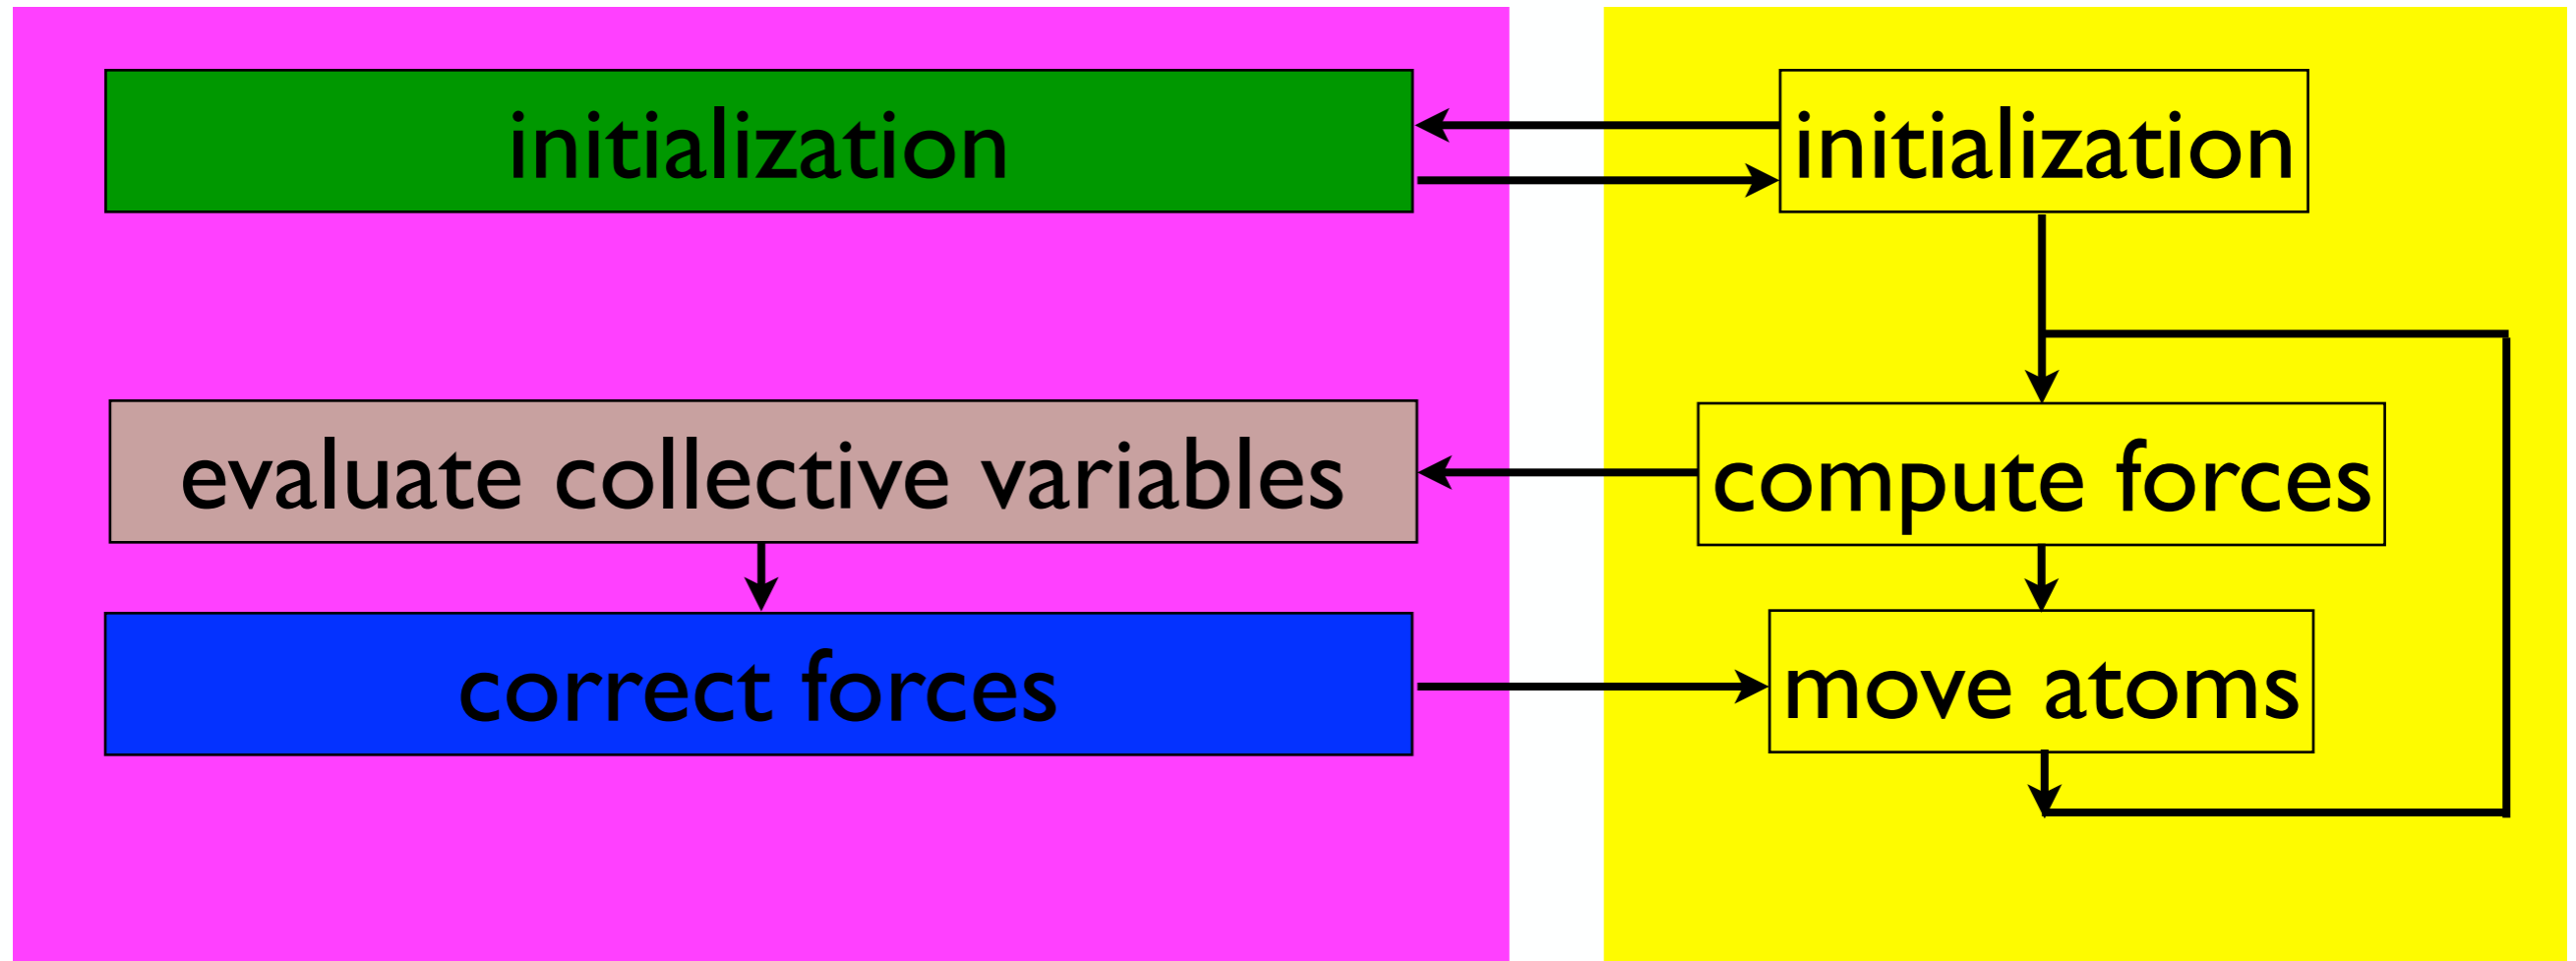 initialization
initialization
evaluate collective variables
compute forces
correct forces
move atoms